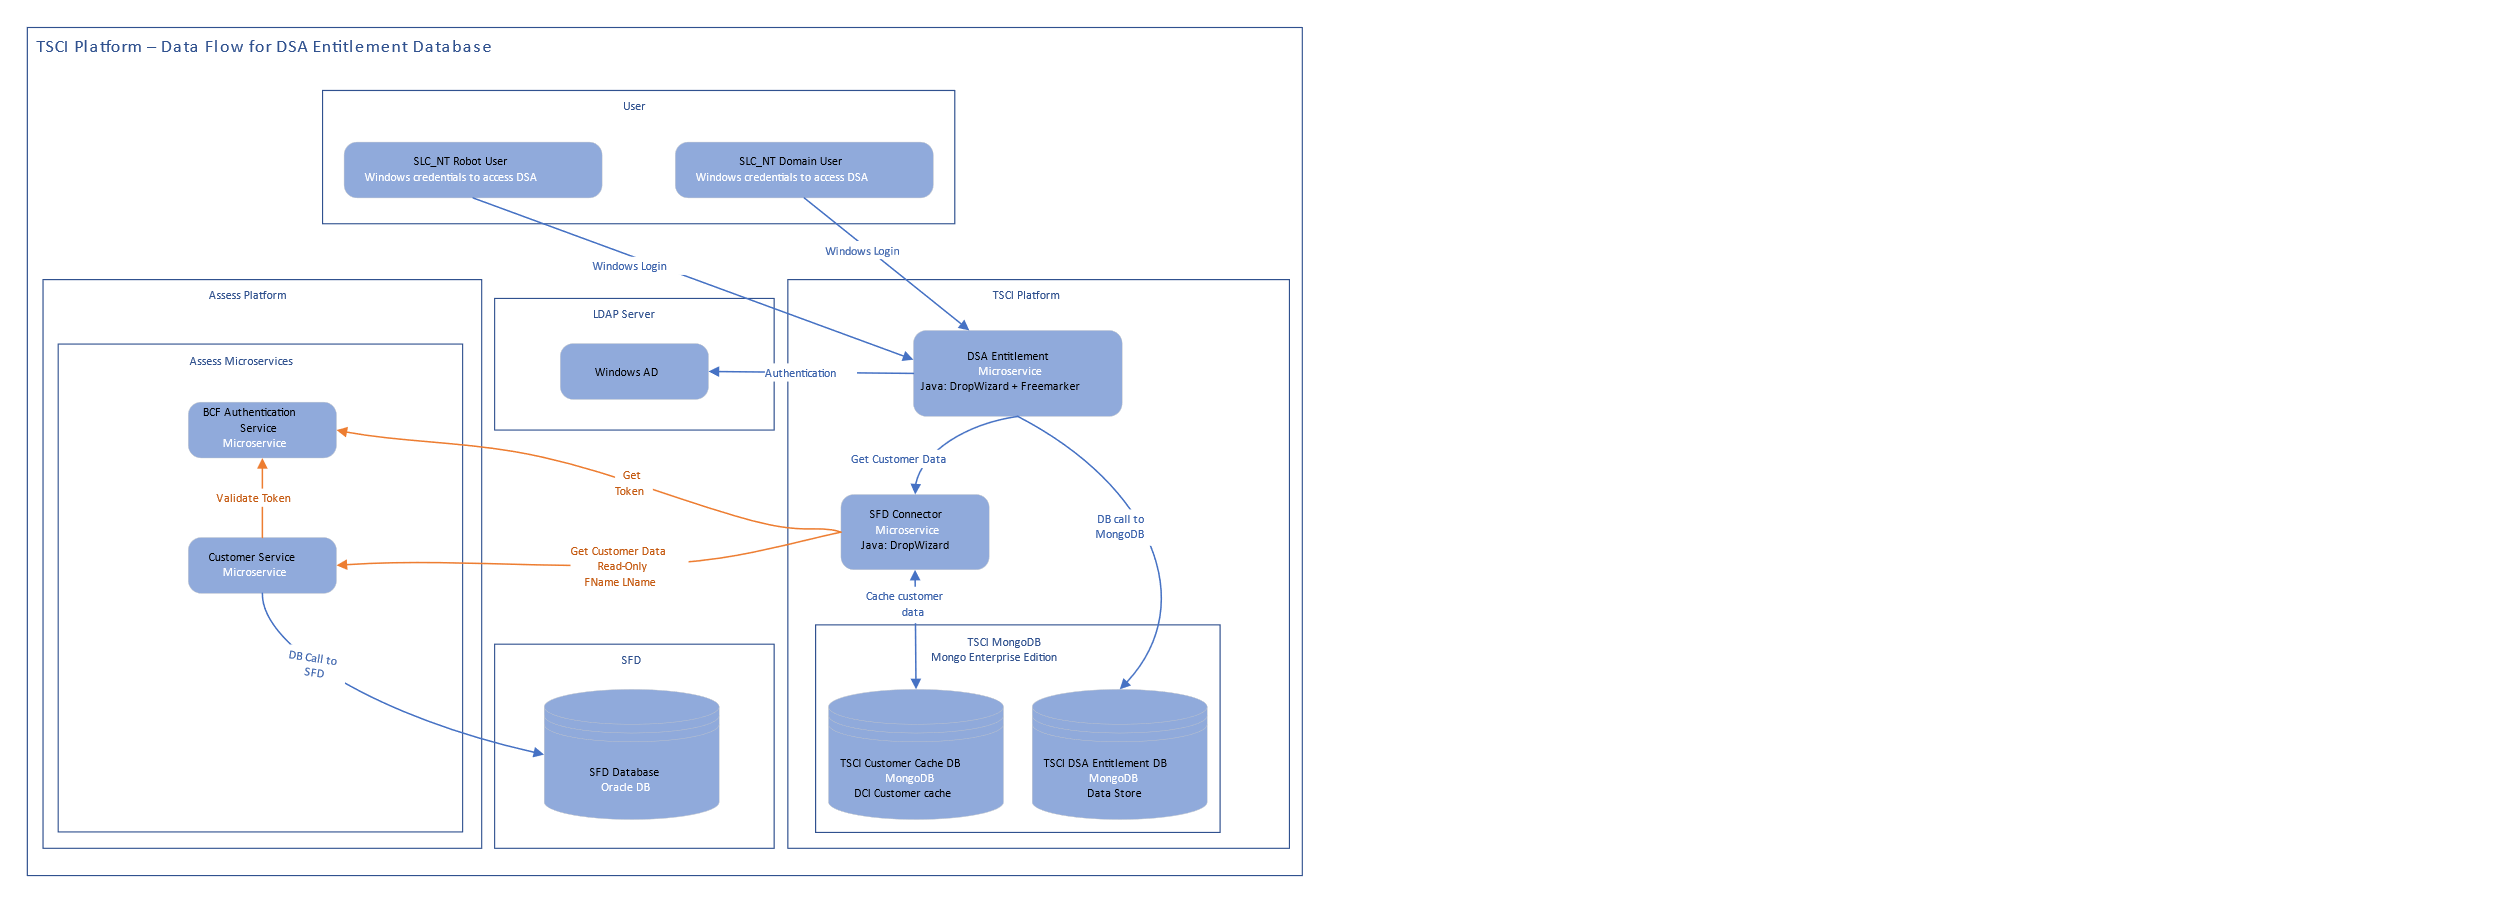 TSCI Platform – Data Flow for DSA Entitlement Database
User
SLC_NT Robot User
Windows credentials to access DSA
SLC_NT Domain User
Windows credentials to access DSA
Windows Login
Windows Login
Assess Platform
Assess Microservices
BCF Authentication
Service
Microservice
Validate Token
Customer Service
Microservice
DB Call to
SFD
LDAP Server
Windows AD
Authentication
Get
Token
Get Customer Data
Read-Only
FName LName
SFD
SFD Database
Oracle DB
TSCI Platform
DSA Entitlement
Microservice
Java: DropWizard + Freemarker
Get Customer Data
SFD Connector
Microservice
Java: DropWizard
DB call to
MongoDB
Cache customer
data
TSCI MongoDB
Mongo Enterprise Edition
TSCI Customer Cache DB
MongoDB
DCI Customer cache
TSCI DSA Entitlement DB
MongoDB
Data Store